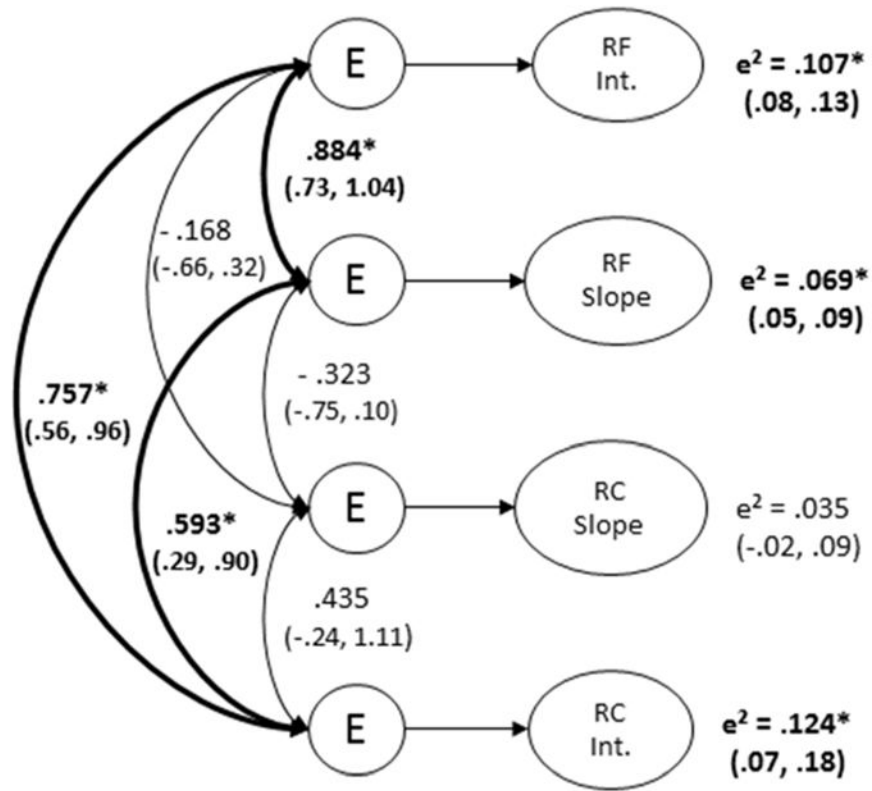 E
RF
Int.
e² = .107*
(.08, .13)
.884*
(.73, 1.04)
- .168
(-.66, .32)
E
RF
Slope
e² = .069*
(.05, .09)
- .323
(-.75, .10)
.757*
(.56, .96)
E
RC
Slope
e² = .035
(-.02, .09)
.593*
(.29, .90)
.435
(-.24, 1.11)
E
RC
Int.
e² = .124*
(.07, .18)